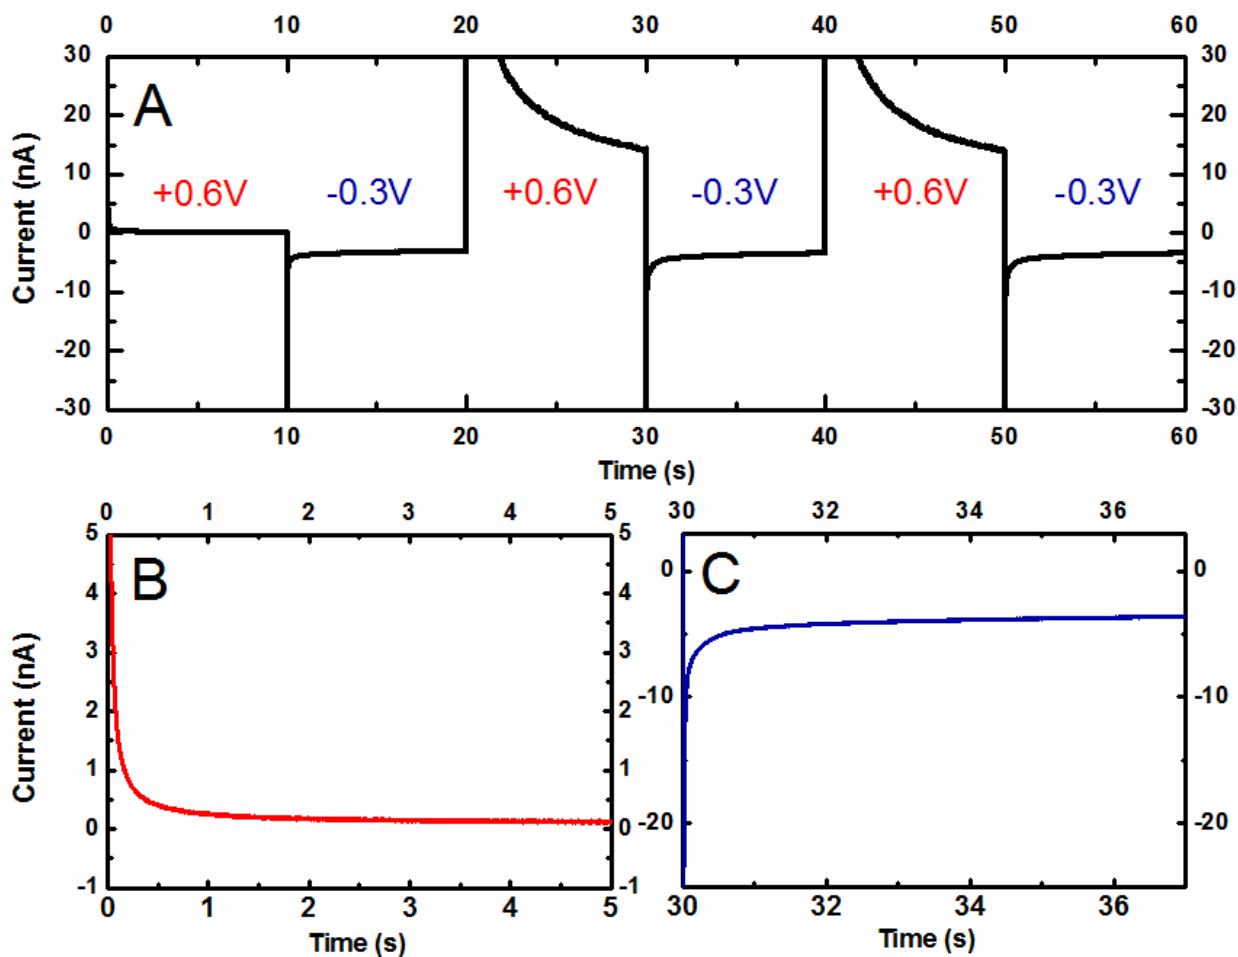 0 10 20 30 40 50 60
30 30
A
20 20
10 10
+0.6V -0.3V +0.6V -0.3V +0.6V -0.3V
0 0
-10 -10
-20 -20
-30 -30
Current (nA)
0 10 20 30 40 50 60
Time (s)
0 1 2 3 4 5
5 5
B
4 4
3 3
2 2
1 1
0 0
-1 -1
Current (nA)
0 1 2 3 4 5
Time (s)
30 32 34 36
C
0 0
-10 -10
-20 -20
30 32 34 36
Time (s)